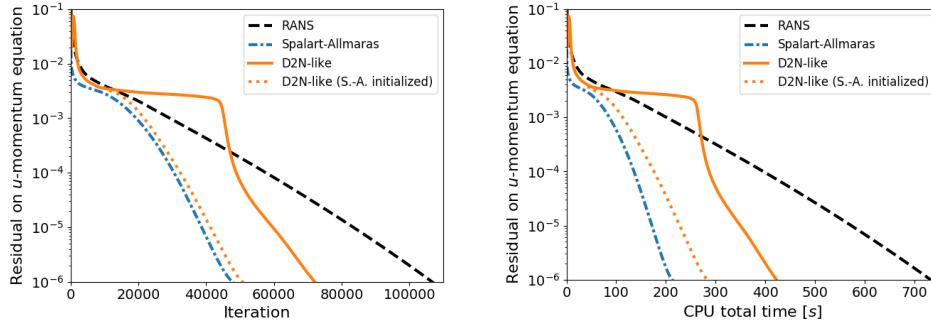 Residual on u-momentum equation
10⁻¹
10⁻²
10⁻³
10⁻⁴
10⁻⁵
10⁻⁶
RANS
Spalart-Allmaras
D2N-like
D2N-like (S.-A. initialized)
0 20000 40000 60000 80000 100000
Iteration
Residual on u-momentum equation
10⁻¹
10⁻²
10⁻³
10⁻⁴
10⁻⁵
10⁻⁶
RANS
Spalart-Allmaras
D2N-like
D2N-like (S.-A. initialized)
0 100 200 300 400 500 600 700
CPU total time [s]